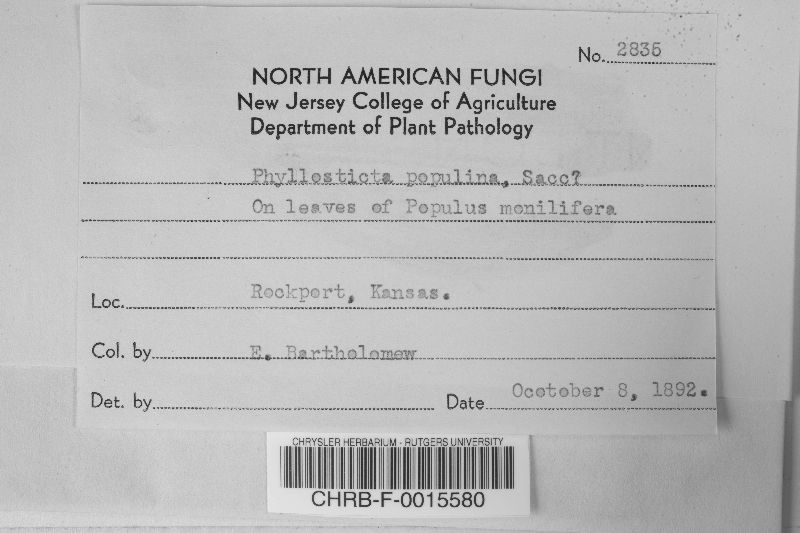 No. 2835
NORTH AMERICAN FUNGI
New Jersey College of Agriculture
Department of Plant Pathology
Phyllosticta populina, Sacc?
On leaves of Populus monilifera
Loc. Rockport, Kansas.
Col. by E. Bartholomew
Det. by Date Ocotober 8, 1892.
CHRYSLER HERBARIUM - RUTGERS UNIVERSITY
CHRB-F-0015580